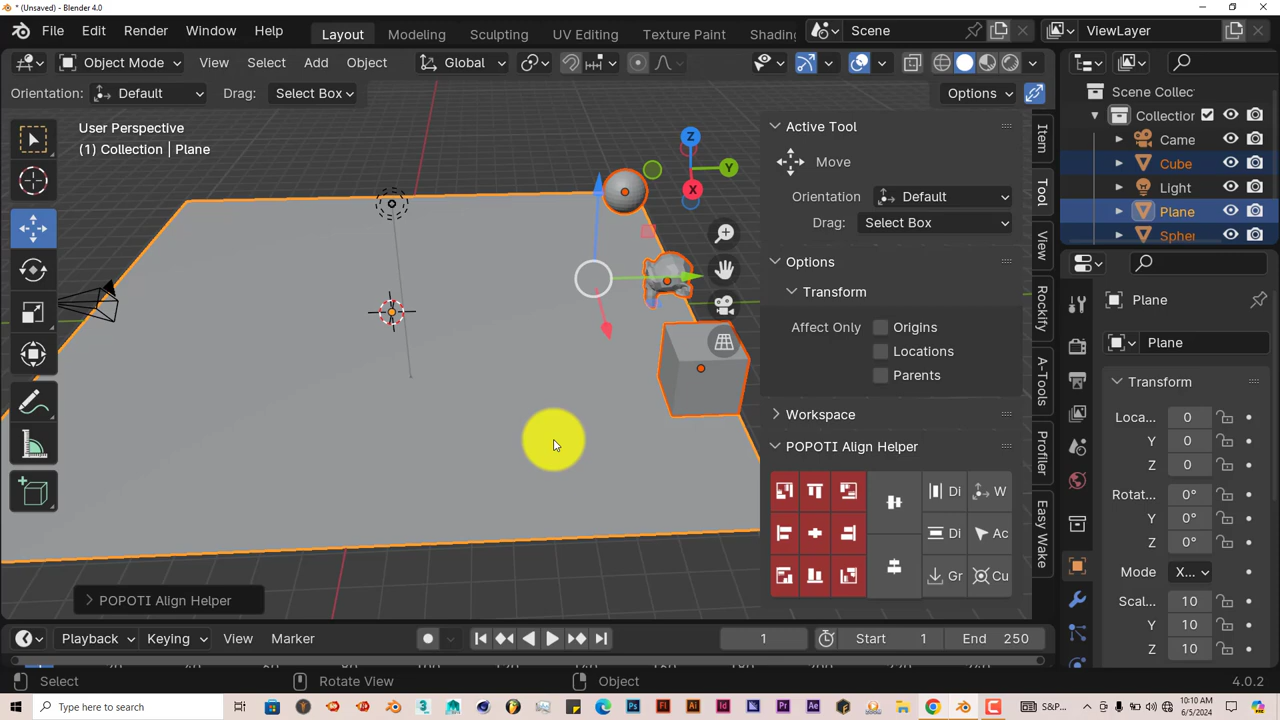 * (Unsaved) - Blender 4.0
File Edit Render Window Help Layout Modeling Sculpting UV Editing Texture Paint Shading Scene ViewLayer
Object Mode View Select Add Object Global
Orientation: Default Drag: Select Box Options
Scene Collec
Collection
Came
Cube
Light
Plane
Spher
User Perspective
(1) Collection | Plane
Z
Y
X
Active Tool
Move
Orientation Default
Drag: Select Box
Options
Transform
Affect Only Origins
Locations
Parents
Workspace
POPOTI Align Helper
Di W
Di Ac
Gr Cu
Item
Tool
View
Rockify
A-Tools
Profiler
Easy Wake
Plane
Plane
Transform
Loca... 0
Y 0
Z 0
Rotat... 0°
Y 0°
Z 0°
Mode X...
Scal... 10
Y 10
Z 10
POPOTI Align Helper
Playback Keying View Marker 1 Start 1 End 250
Select Rotate View Object 4.0.2
Type here to search
S&P...
10:10 AM
6/5/2024